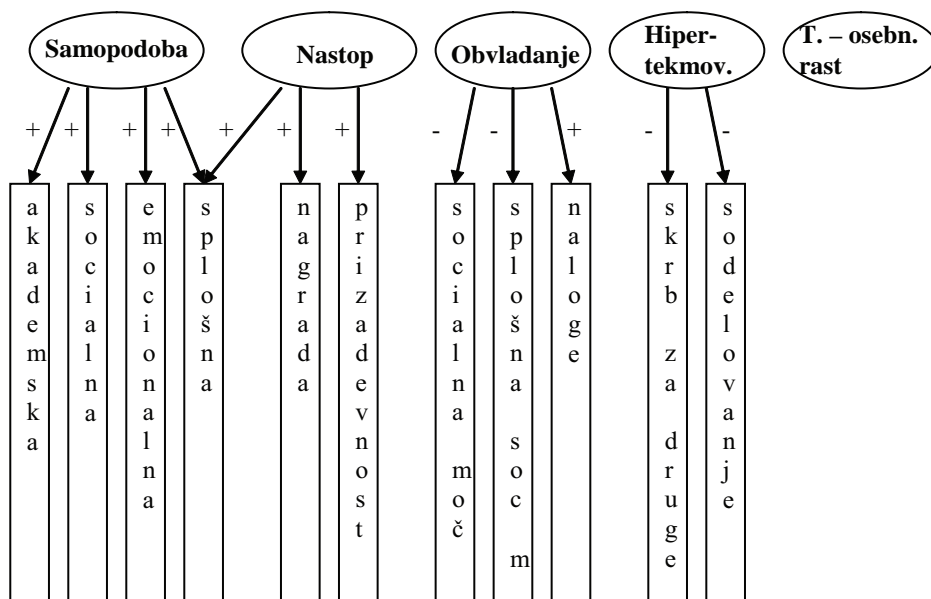 Samopodoba
Nastop
Obvladanje
Hiper-
tekmov.
T. – osebn.
rast
+ + + + + + + - - + - -
akademska
socialna
emocionalna
splošna
nagrada
prizadevnost
socialna moč
splošna soc m
naloge
skrb za druge
sodelovanje